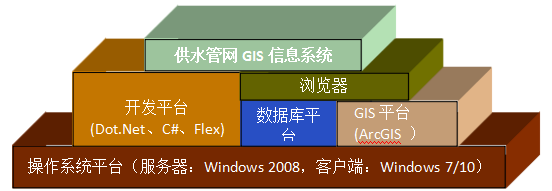 供水管网 GIS 信息系统
浏览器
开发平台
(Dot.Net、C#、Flex)
数据库平
台
GIS 平台
(ArcGIS )
操作系统平台（服务器：Windows 2008，客户端：Windows 7/10）